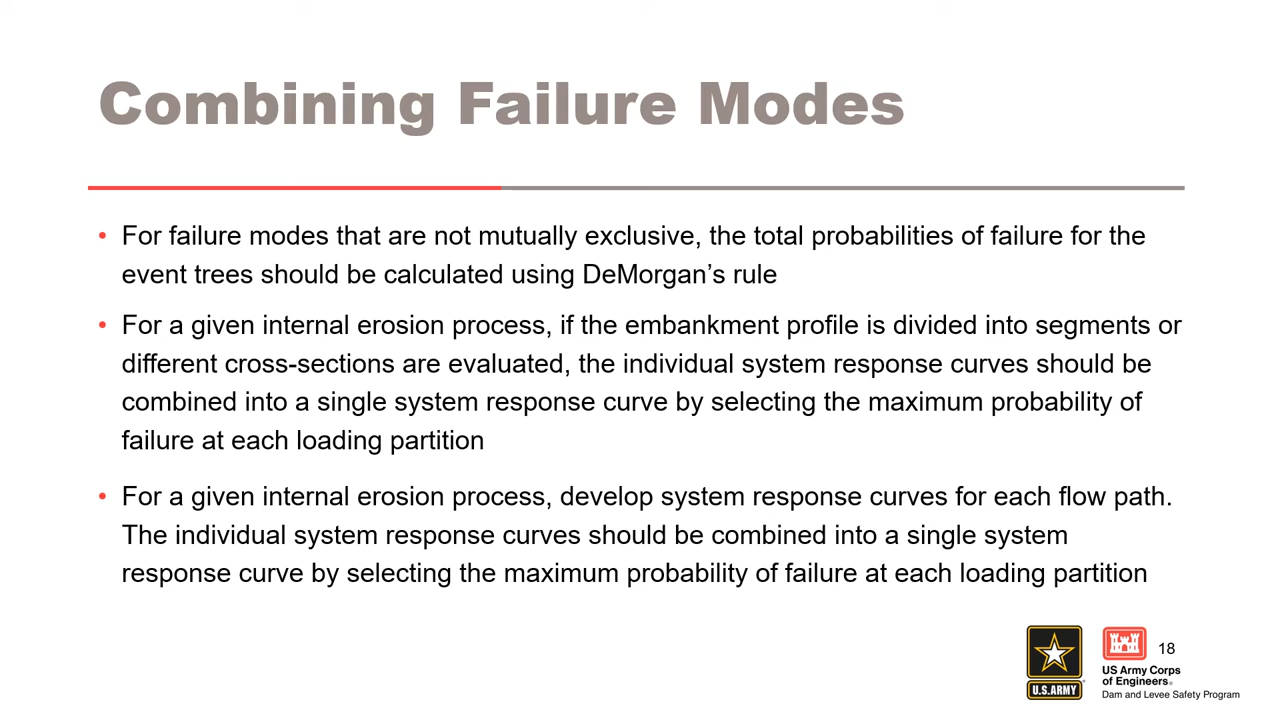 Combining Failure Modes
• For failure modes that are not mutually exclusive, the total probabilities of failure for the
event trees should be calculated using DeMorgan’s rule
• For a given internal erosion process, if the embankment profile is divided into segments or
different cross-sections are evaluated, the individual system response curves should be
combined into a single system response curve by selecting the maximum probability of
failure at each loading partition
• For a given internal erosion process, develop system response curves for each flow path.
The individual system response curves should be combined into a single system
response curve by selecting the maximum probability of failure at each loading partition
U.S.ARMY
18
US Army Corps
of Engineers®
Dam and Levee Safety Program